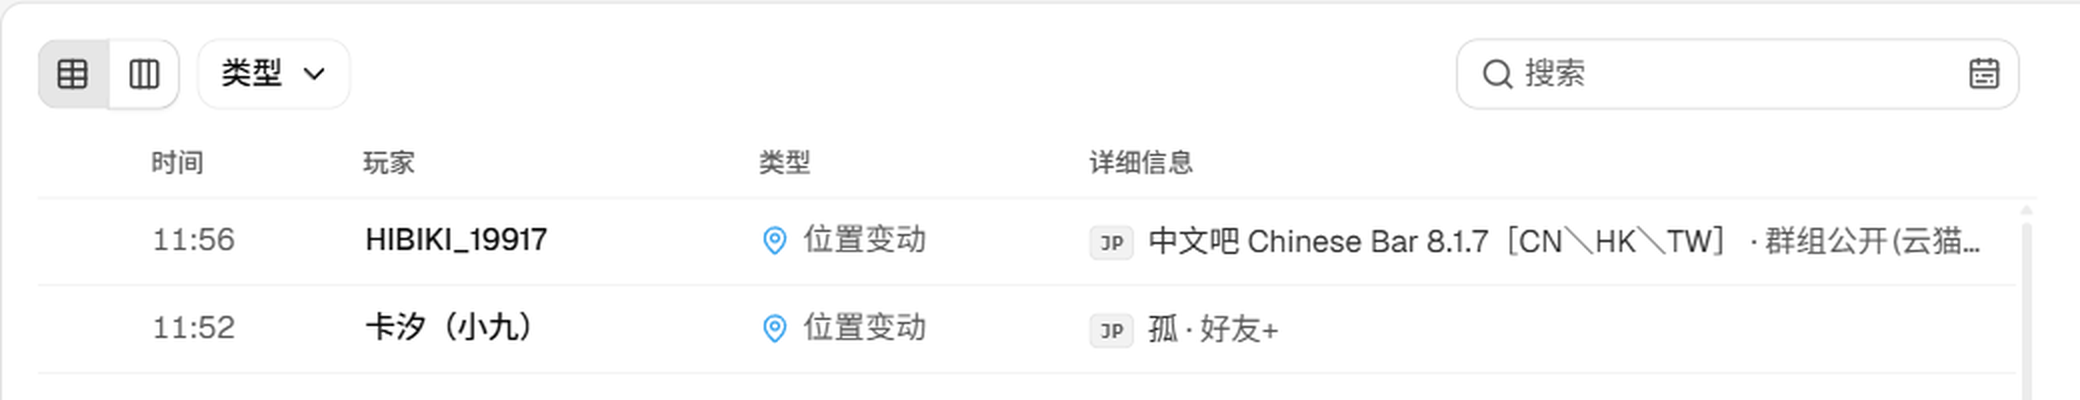 类型 搜索
时间 玩家 类型 详细信息
11:56 HIBIKI_19917 位置变动 JP 中文吧 Chinese Bar 8.1.7［CN╲HK╲TW］ · 群组公开(云猫...
11:52 卡汐（小九） 位置变动 JP 孤 · 好友+